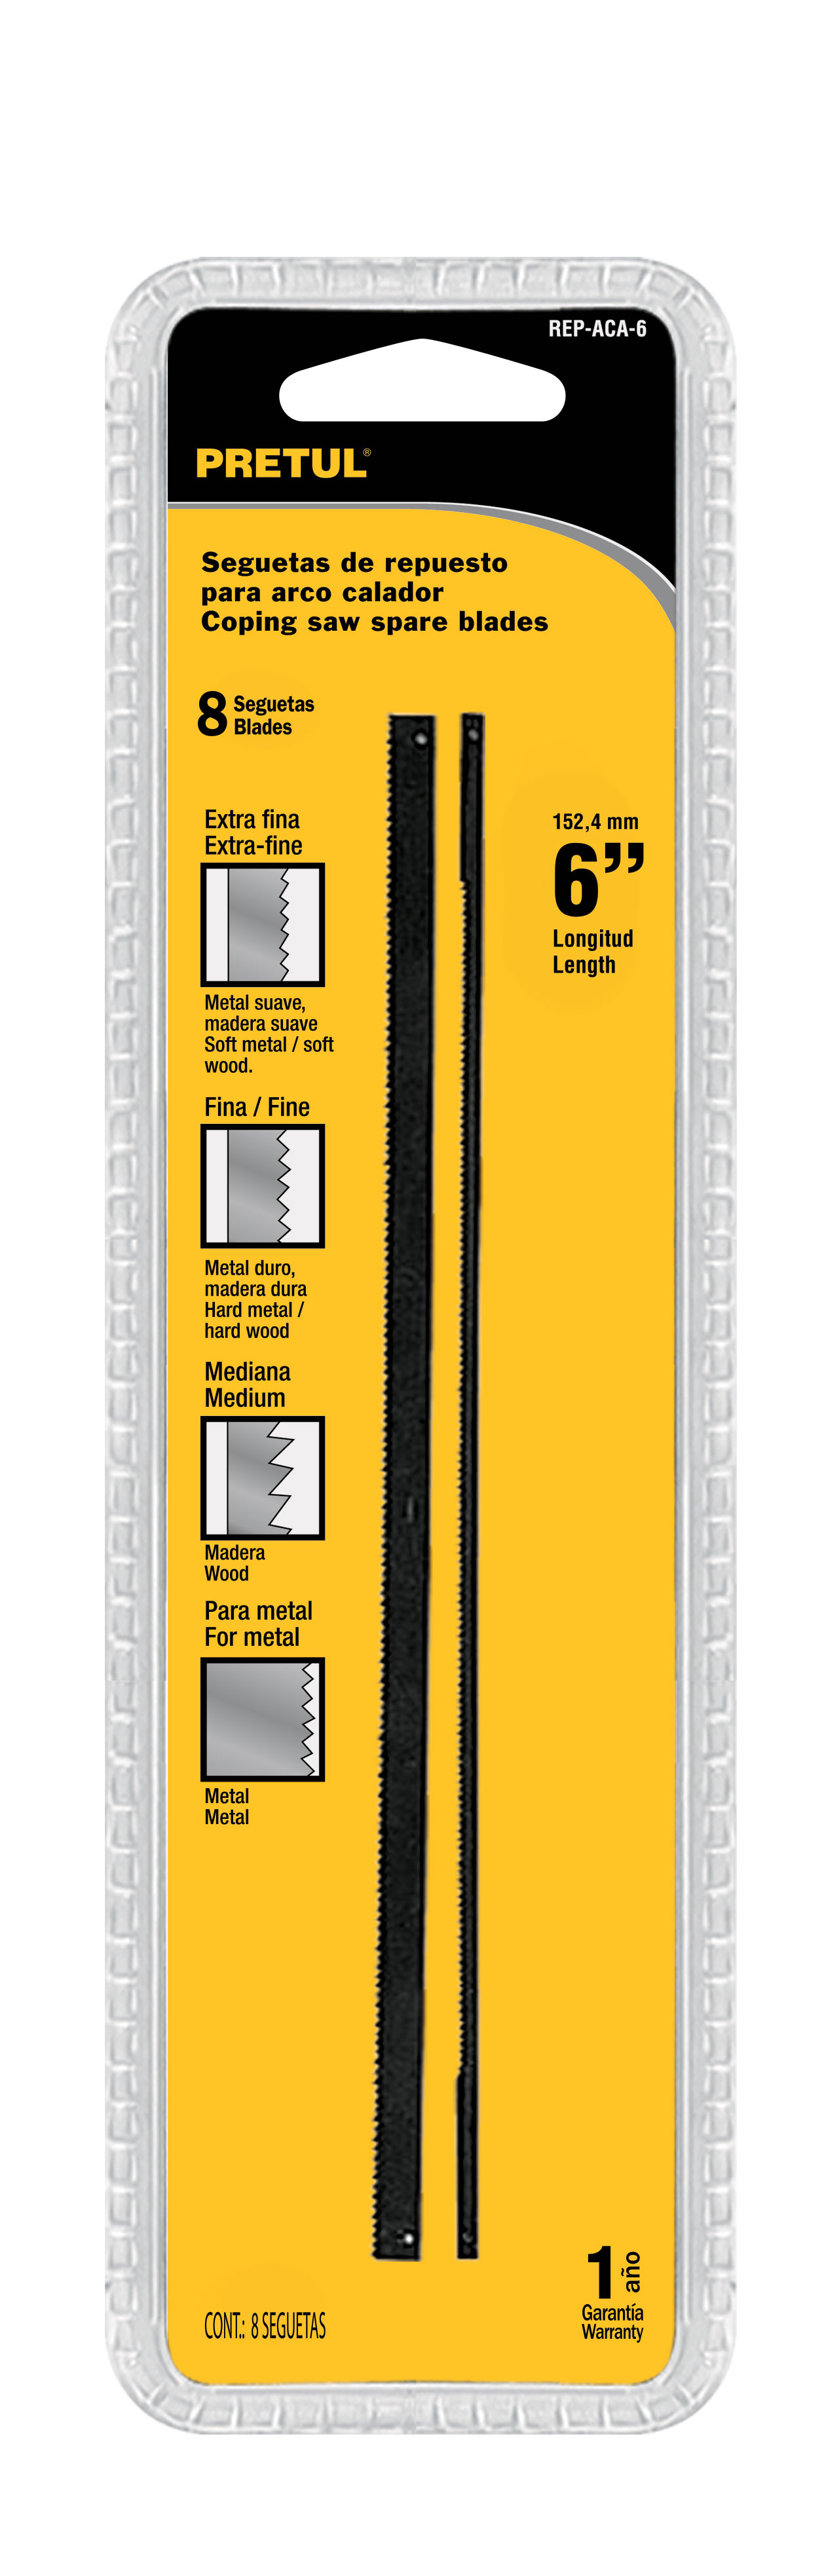 REP-ACA-6
PRETUL®
Seguetas de repuesto
para arco calador
Coping saw spare blades
8 Seguetas
Blades
152,4 mm
6’’
Longitud
Length
Extra fina
Extra-fine
Metal suave,
madera suave
Soft metal / soft
wood.
Fina / Fine
Metal duro,
madera dura
Hard metal /
hard wood
Mediana
Medium
Madera
Wood
Para metal
For metal
Metal
Metal
1 año
Garantía
Warranty
CONT.: 8 SEGUETAS